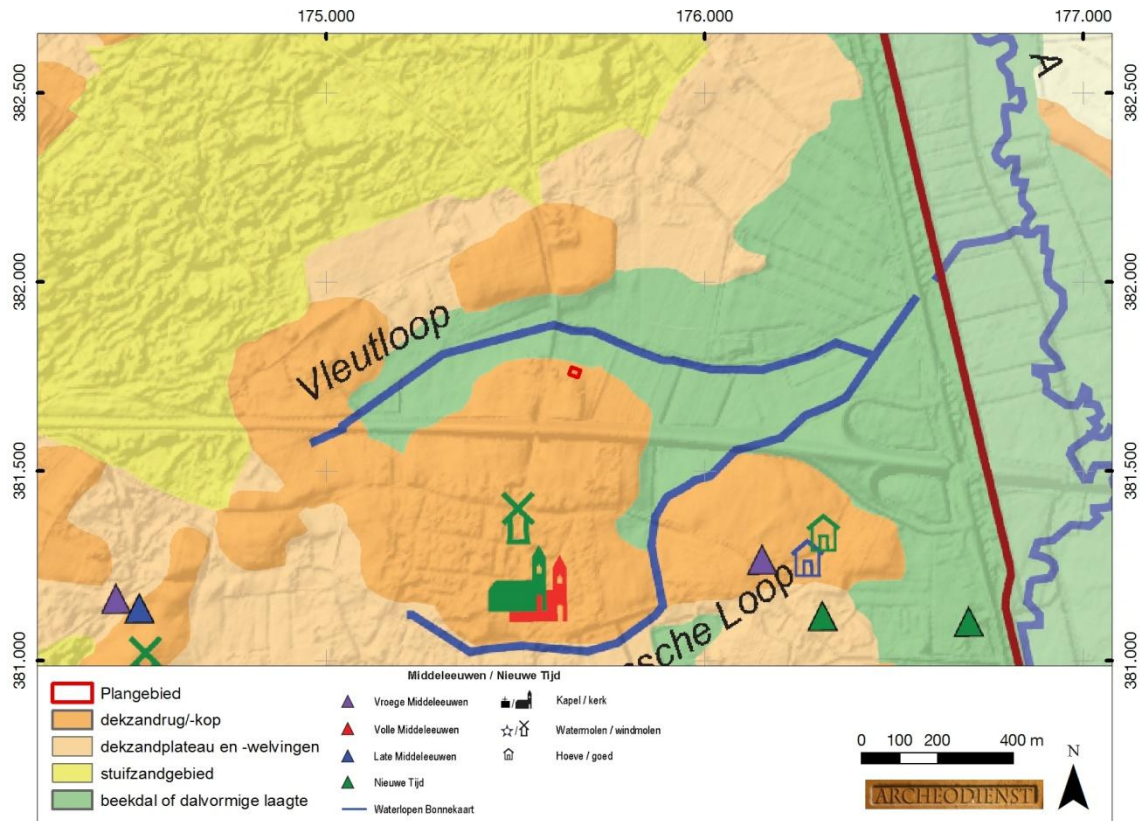 175.000 176.000 177.000
382.500 382.500
A
382.000 382.000
Vleutloop
381.500 381.500
ssche Loop
381.000 381.000
Middeleeuwen / Nieuwe Tijd
Plangebied
dekzandrug/-kop
dekzandplateau en -welvingen
stuifzandgebied
beekdal of dalvormige laagte
Vroege Middeleeuwen
Volle Middeleeuwen
Late Middeleeuwen
Nieuwe Tijd
Waterlopen Bonnekaart
/ Kapel / kerk
/ Watermolen / windmolen
Hoeve / goed
0 100 200 400 m
N
ARCHEODIENST